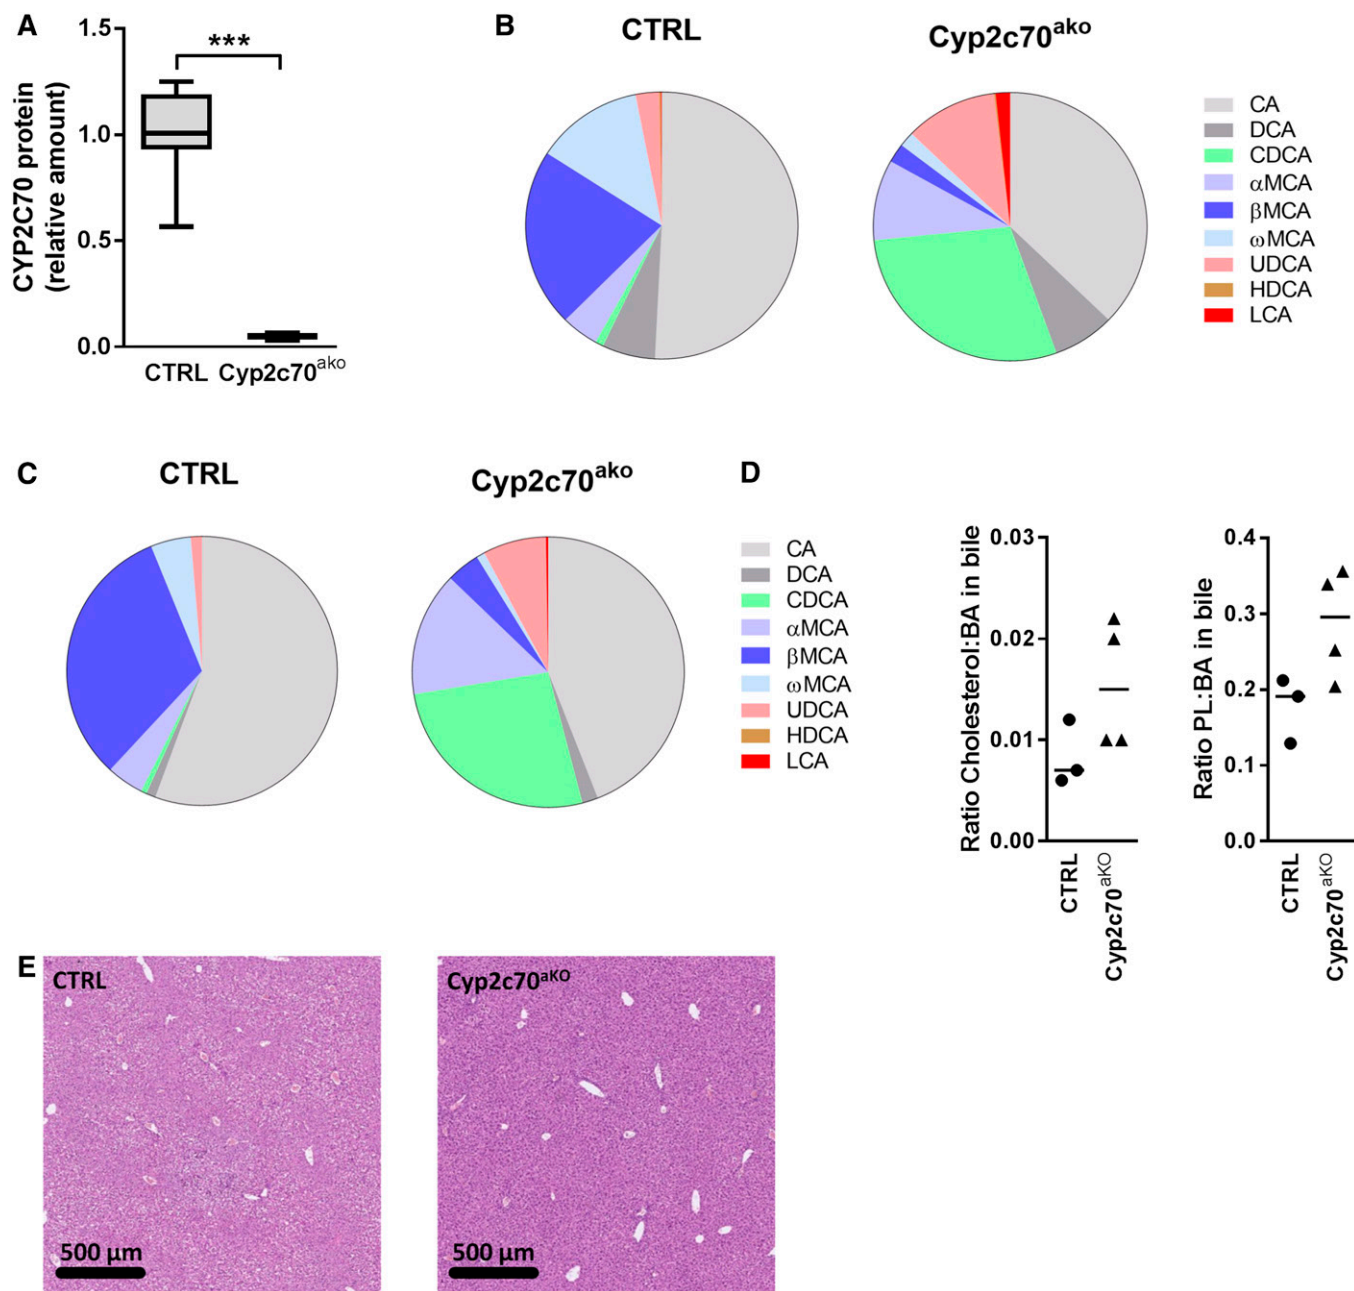 A
CYP2C70 protein
(relative amount)
1.5
1.0
0.5
0.0
***
CTRL
Cyp2c70ako
B
CTRL
Cyp2c70ako
CA
DCA
CDCA
αMCA
βMCA
ωMCA
UDCA
HDCA
LCA
C
CTRL
Cyp2c70ako
CA
DCA
CDCA
αMCA
βMCA
ωMCA
UDCA
HDCA
LCA
D
Ratio Cholesterol:BA in bile
0.03
0.02
0.01
0.00
CTRL
Cyp2c70aKO
Ratio PL:BA in bile
0.4
0.3
0.2
0.1
0.0
CTRL
Cyp2c70aKO
E
CTRL
500 µm
Cyp2c70aKO
500 µm